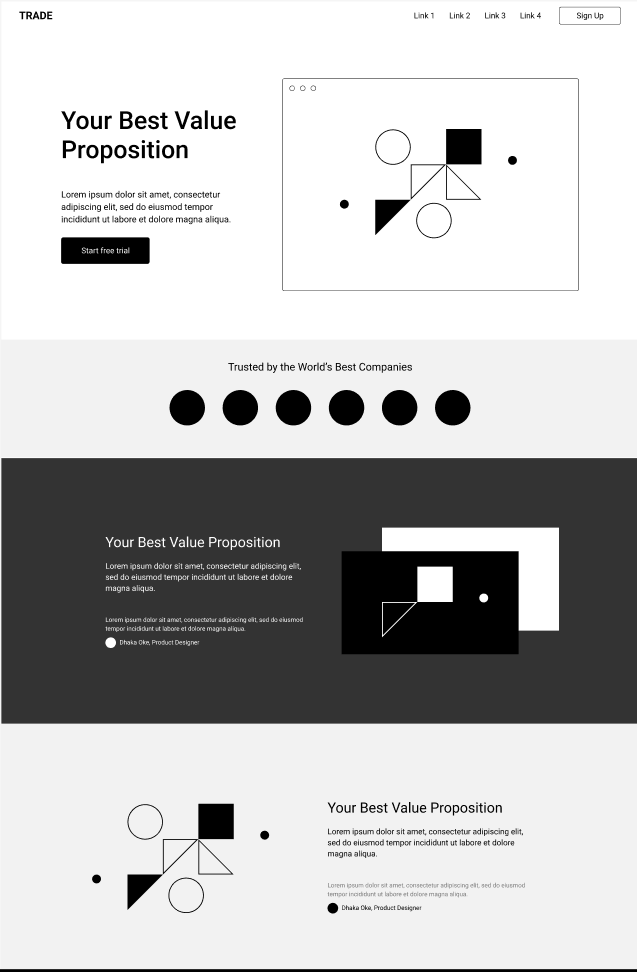 TRADE
Link 1
Link 2
Link 3
Link 4
Sign Up
Your Best Value
Proposition
Lorem ipsum dolor sit amet, consectetur
adipiscing elit, sed do eiusmod tempor
incididunt ut labore et dolore magna aliqua.
Start free trial
Trusted by the World's Best Companies
Your Best Value Proposition
Lorem ipsum dolor sit amet, consectetur adipiscing elit,
sed do eiusmod tempor incididunt ut labore et dolore
magna aliqua.
Lorem ipsum dolor sit amet, consectetur adipiscing elit, sed do eiusmod
tempor incididunt ut labore et dolore magna aliqua.
Dhaka Oke, Product Designer
Your Best Value Proposition
Lorem ipsum dolor sit amet, consectetur adipiscing elit,
sed do eiusmod tempor incididunt ut labore et dolore
magna aliqua.
Lorem ipsum dolor sit amet, consectetur adipiscing elit, sed do eiusmod
tempor incididunt ut labore et dolore magna aliqua.
Dhaka Oke, Product Designer